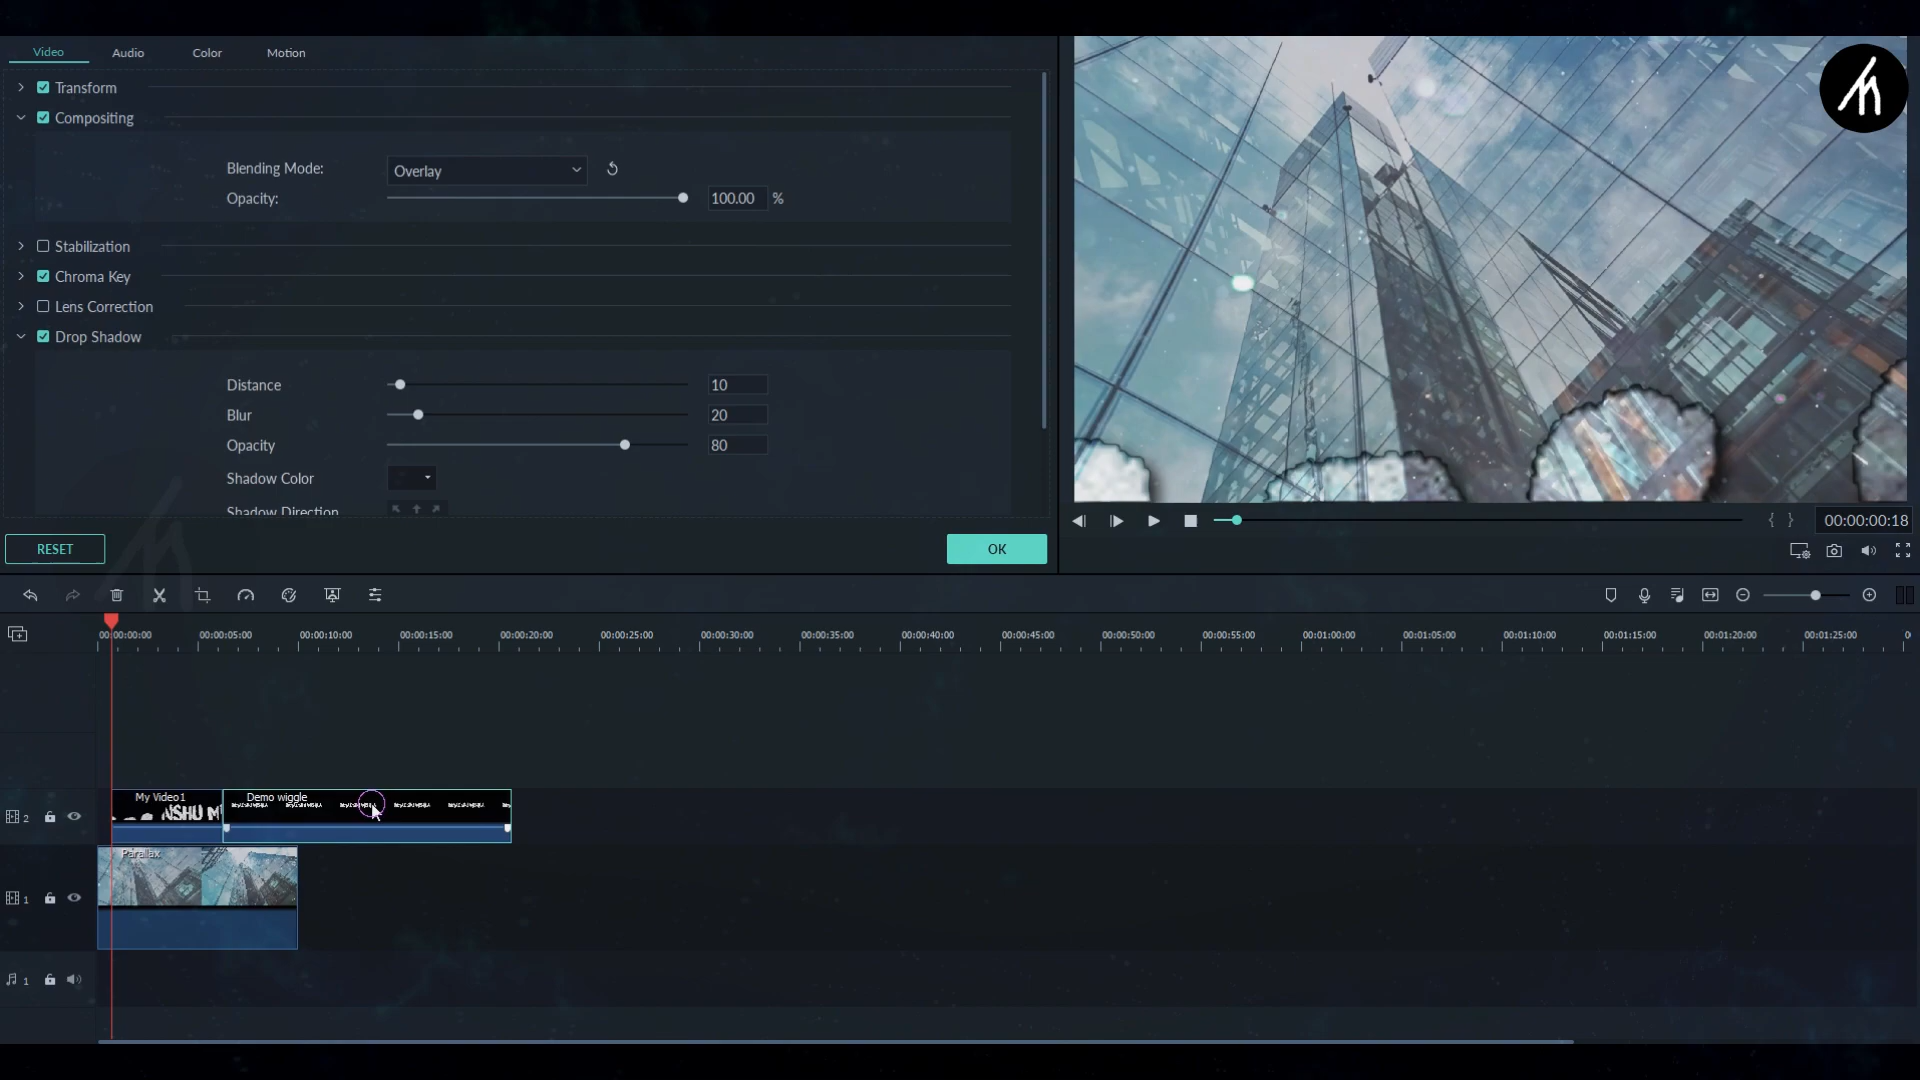 Video Audio Color Motion
Transform
Compositing
Blending Mode: Overlay
Opacity: 100.00 %
Stabilization
Chroma Key
Lens Correction
Drop Shadow
Distance 10
Blur 20
Opacity 80
Shadow Color
Shadow Direction
RESET OK
00:00:00:18
00:00:00:00 00:00:05:00 00:00:10:00 00:00:15:00 00:00:20:00 00:00:25:00 00:00:30:00 00:00:35:00 00:00:40:00 00:00:45:00 00:00:50:00 00:00:55:00 00:01:00:00 00:01:05:00 00:01:10:00 00:01:15:00 00:01:20:00 00:01:25:00 0
My Video1 Demo wiggle
NSHU M
2
Parallax
1
1